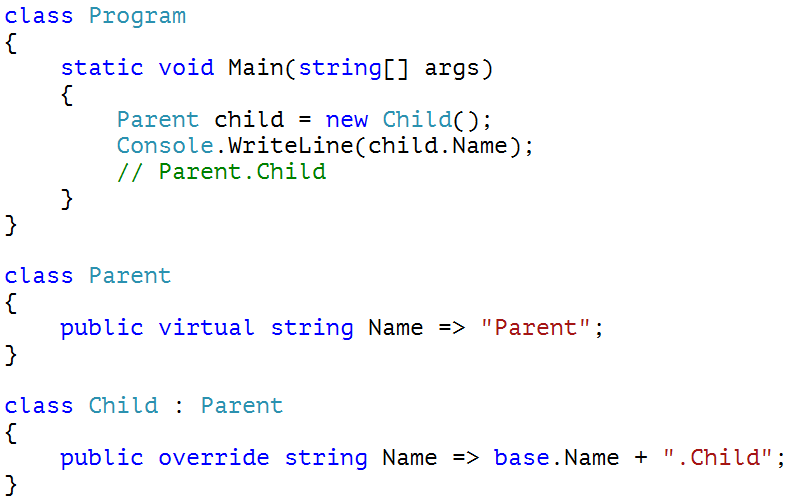 class Program
{
    static void Main(string[] args)
    {
        Parent child = new Child();
        Console.WriteLine(child.Name);
        // Parent.Child
    }
}

class Parent
{
    public virtual string Name => "Parent";
}

class Child : Parent
{
    public override string Name => base.Name + ".Child";
}